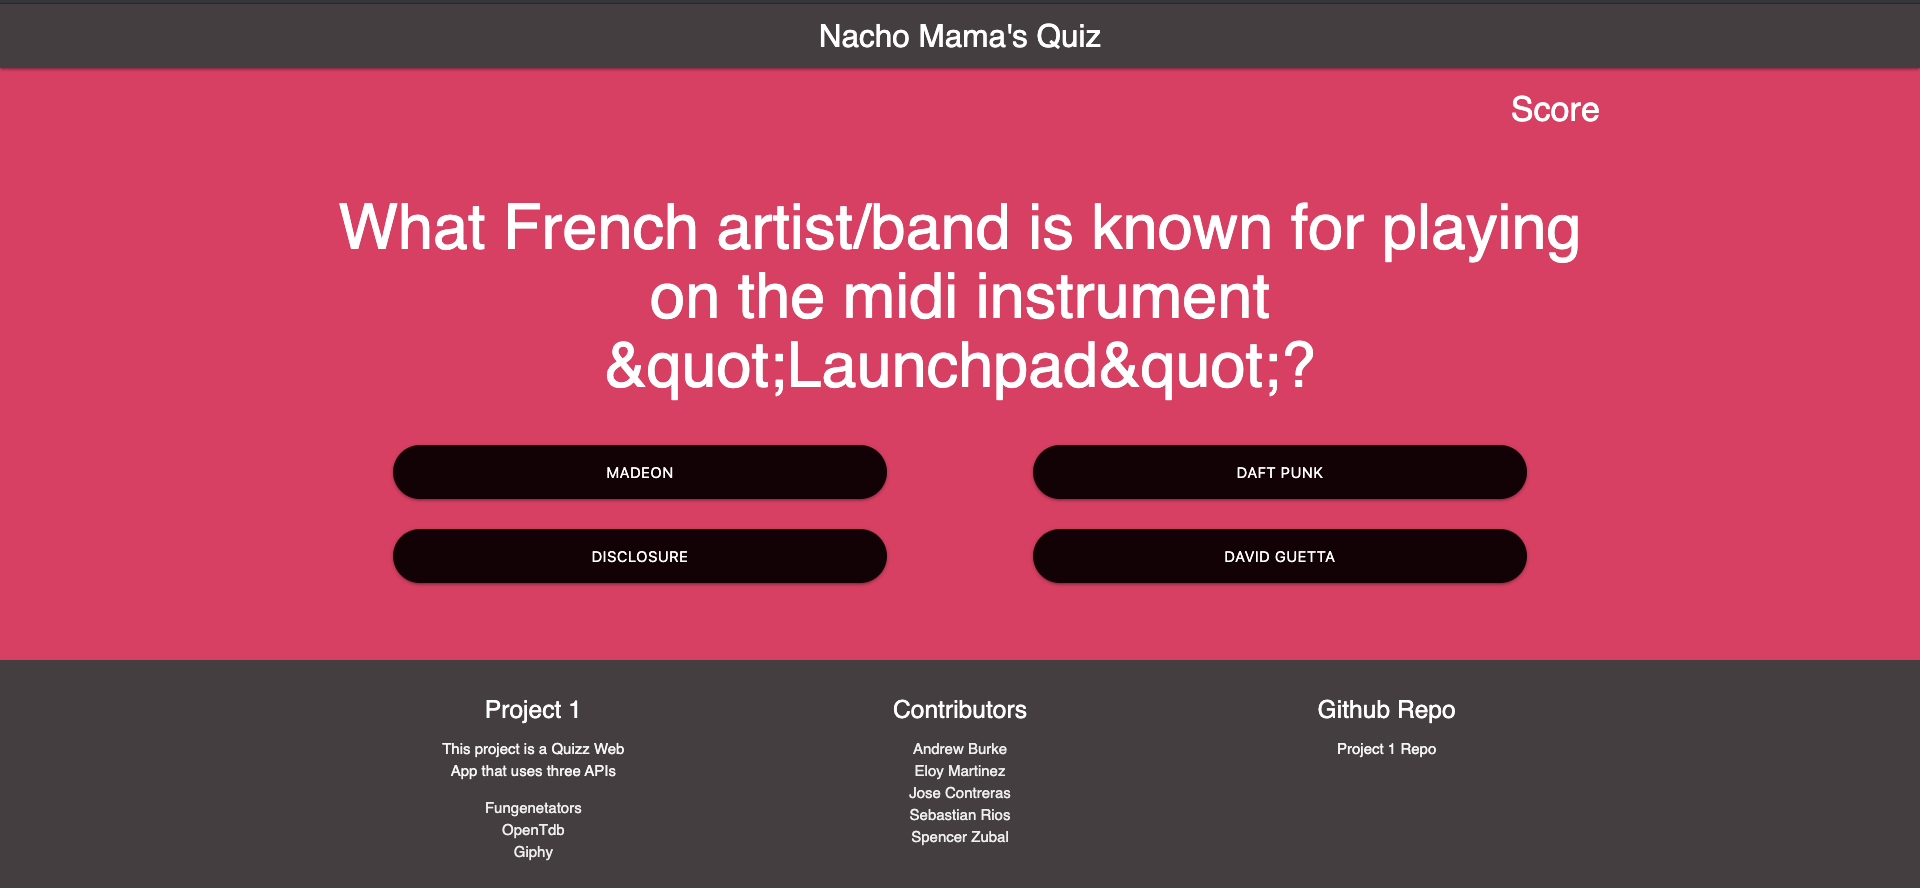 Nacho Mama's Quiz
Score
What French artist/band is known for playing
on the midi instrument
&quot;Launchpad&quot;?
MADEON
DAFT PUNK
DISCLOSURE
DAVID GUETTA
Project 1
This project is a Quizz Web
App that uses three APIs
Fungenetators
OpenTdb
Giphy
Contributors
Andrew Burke
Eloy Martinez
Jose Contreras
Sebastian Rios
Spencer Zubal
Github Repo
Project 1 Repo